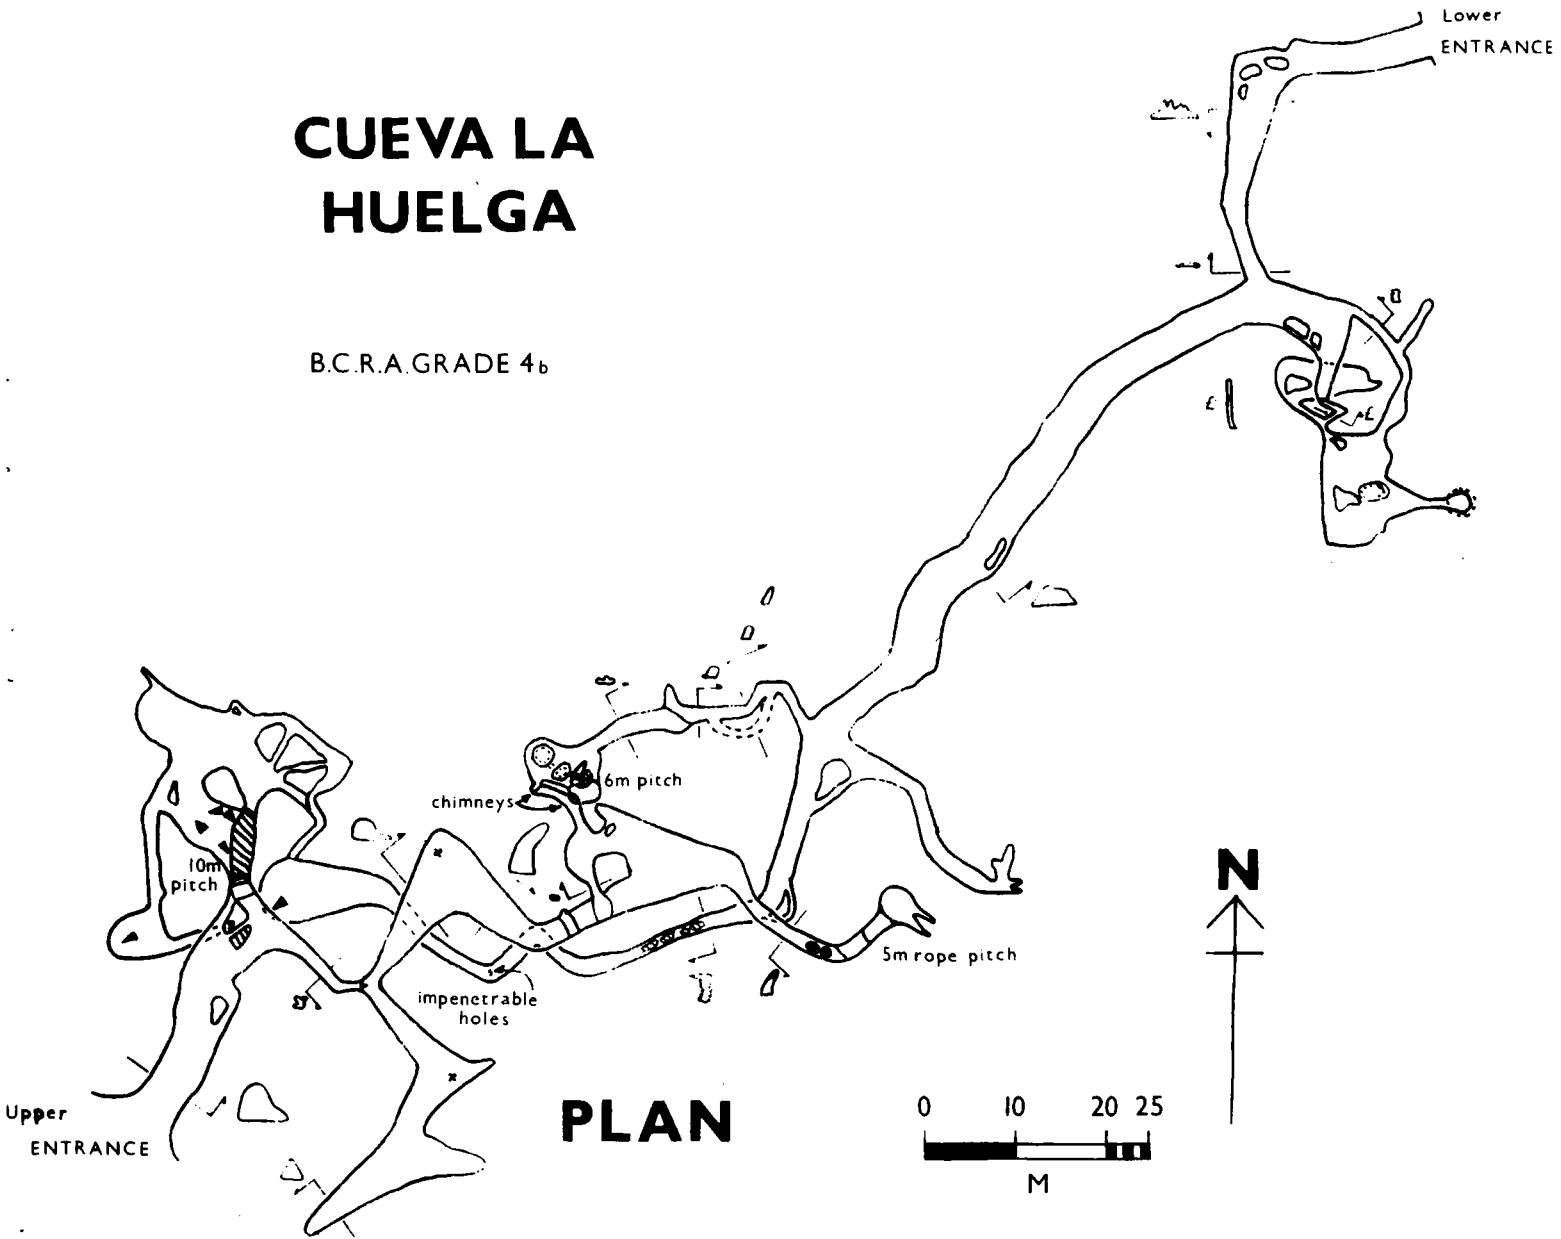 Lower
ENTRANCE
CUEVA LA
HUELGA
B.C.R.A. GRADE 4b
6m pitch
chimneys
10m
pitch
5m rope pitch
impenetrable
holes
N
Upper
ENTRANCE
PLAN
0 10 20 25
M